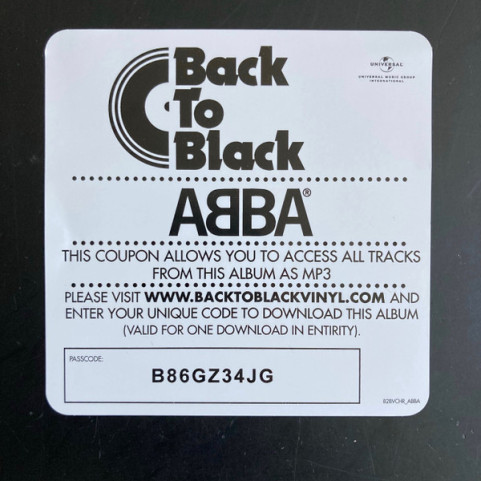 Back
To
Black
UNIVERSAL
UNIVERSAL MUSIC GROUP
INTERNATIONAL
ABBA®
THIS COUPON ALLOWS YOU TO ACCESS ALL TRACKS
FROM THIS ALBUM AS MP3
PLEASE VISIT WWW.BACKTOBLACKVINYL.COM AND
ENTER YOUR UNIQUE CODE TO DOWNLOAD THIS ALBUM
(VALID FOR ONE DOWNLOAD IN ENTIRITY).
PASSCODE:
B86GZ34JG
B2BVCHR_ABBA